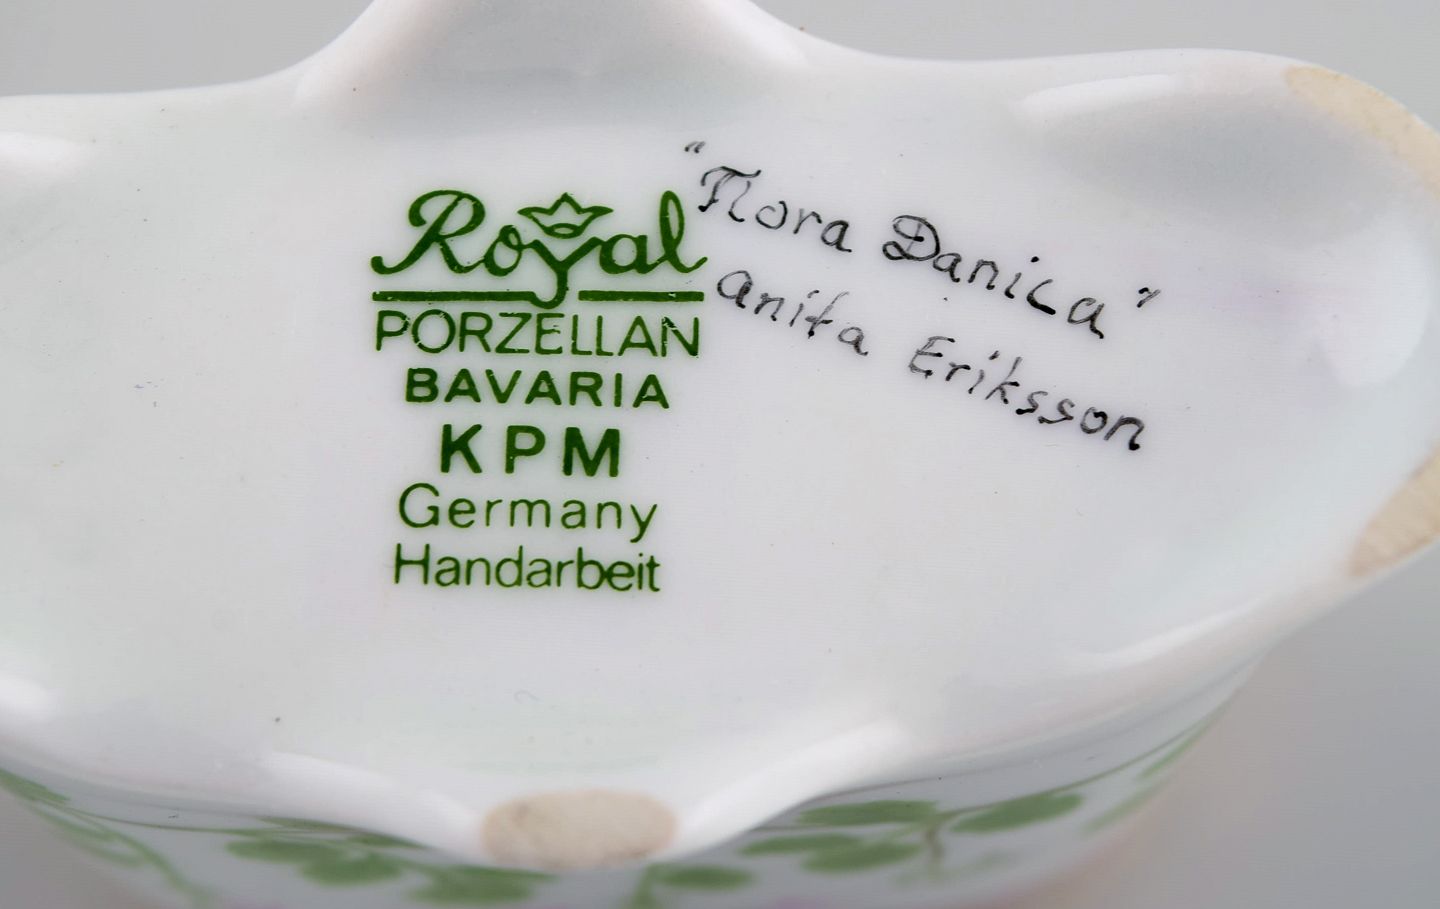 Royal
PORZELLAN
BAVARIA
KPM
Germany
Handarbeit
"Flora Danica"
Anita Eriksson